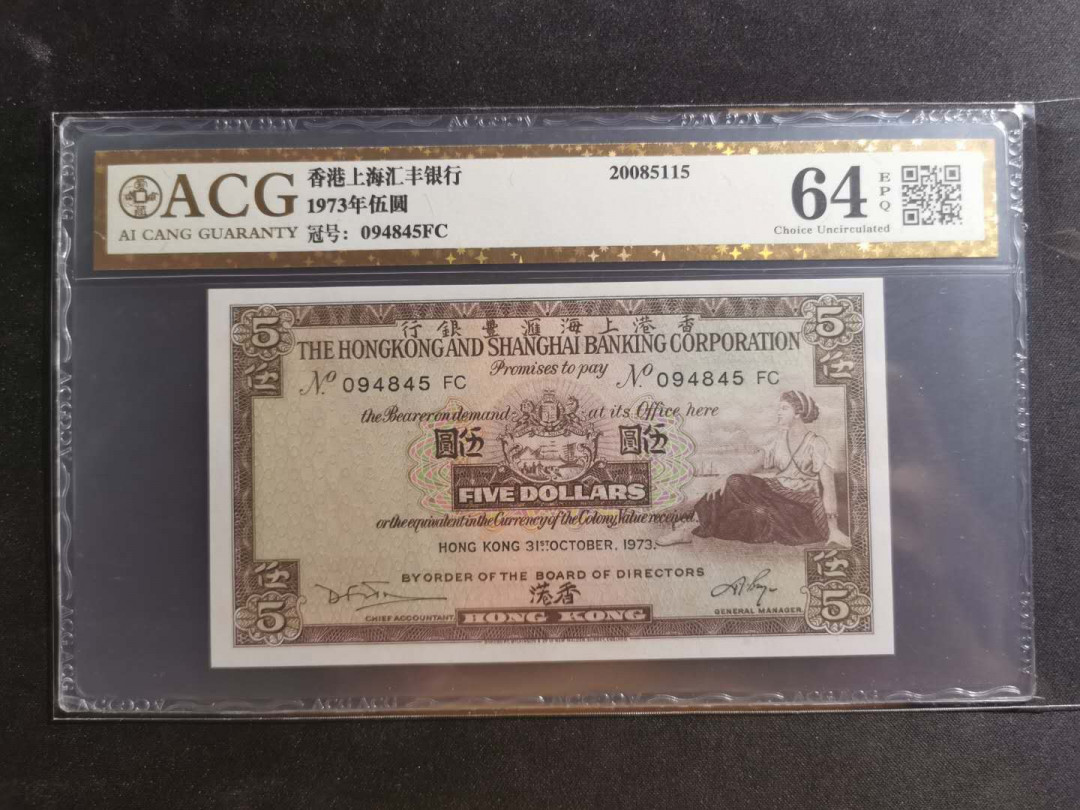 ACG
AI CANG GUARANTY
香港上海汇丰银行
1973年伍圆
冠号：094845FC
20085115
64
EPQ
Choice Uncirculated
5
5
行銀豐滙海上港香
伍
伍
THE HONGKONG AND SHANGHAI BANKING CORPORATION
Promises to pay
Nº 094845 FC
Nº 094845 FC
the Bearer on demand at its Office here
圓伍
圓伍
FIVE DOLLARS
or the equivalent in the Currency of the Colony, Value received.
HONG KONG 31ST OCTOBER, 1973.
BY ORDER OF THE BOARD OF DIRECTORS
伍
伍
港香
5
5
CHIEF ACCOUNTANT.
HONG KONG
GENERAL MANAGER